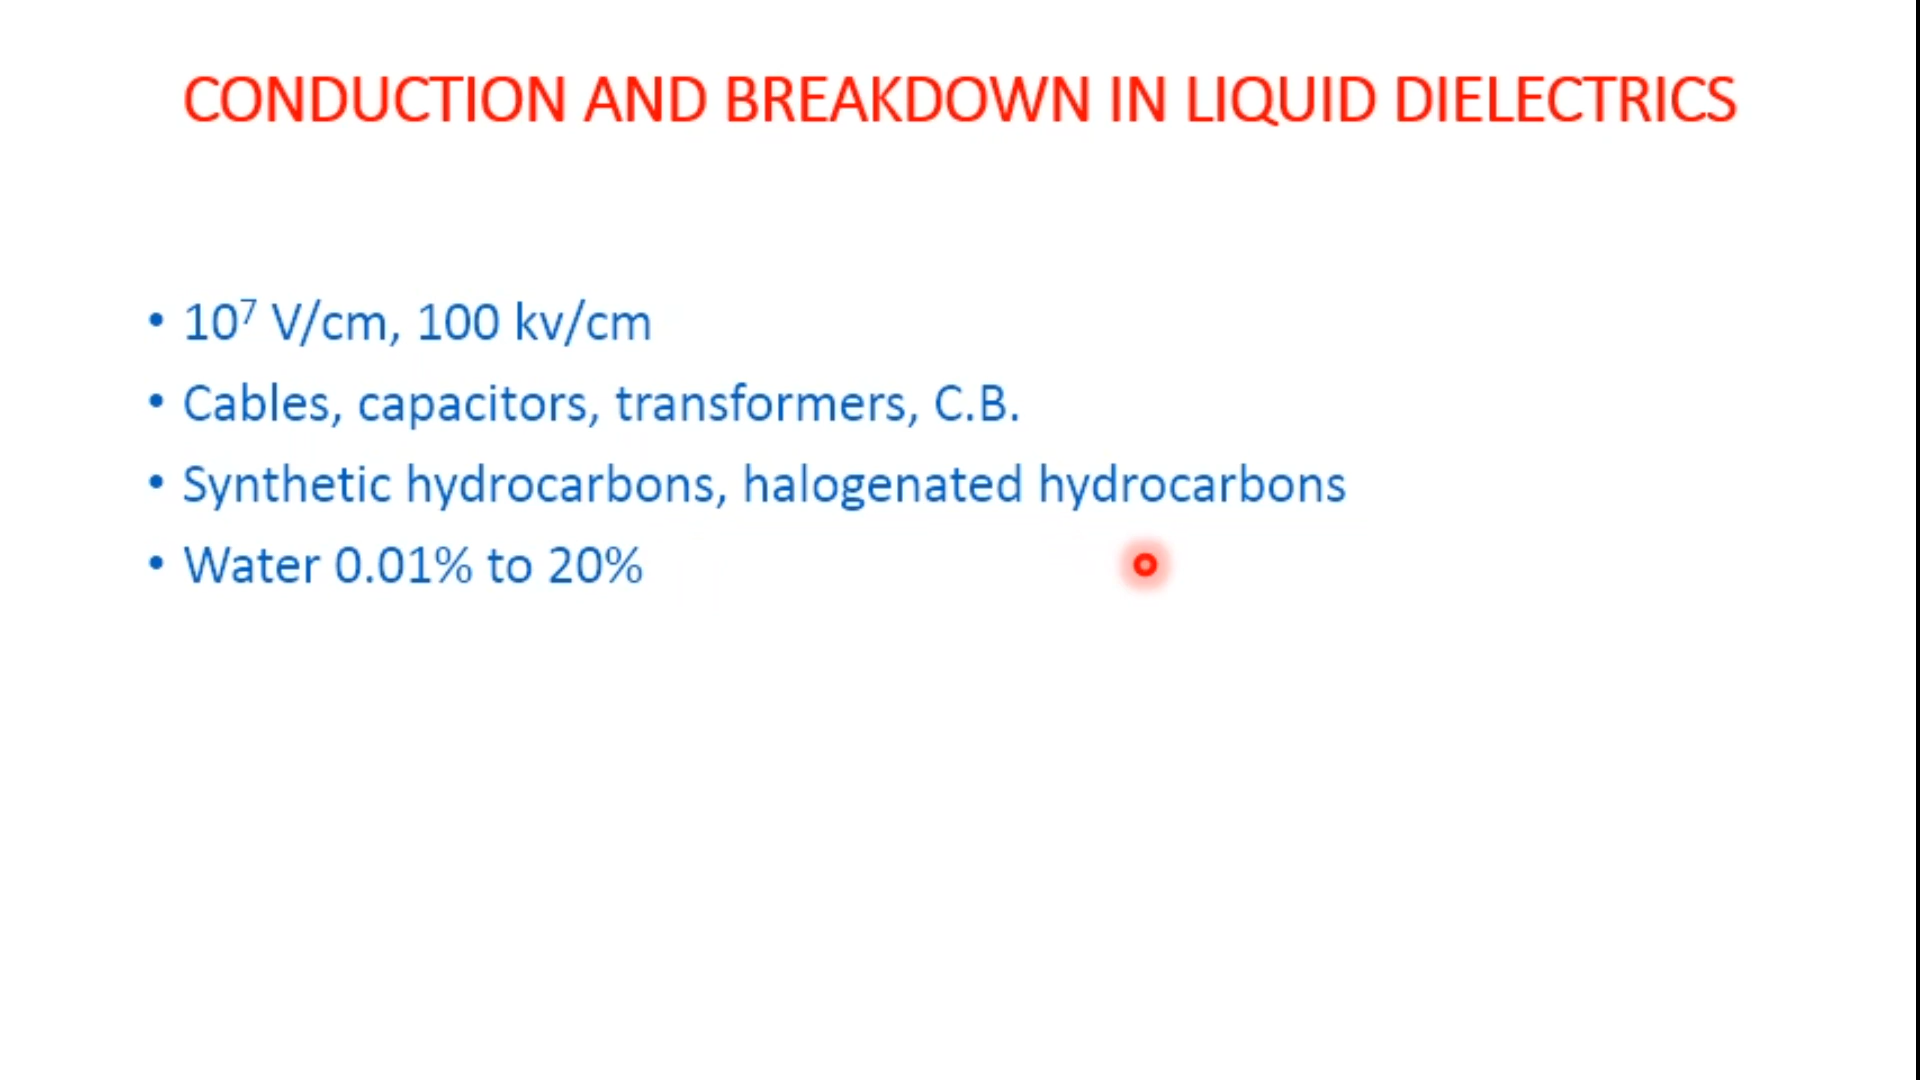 CONDUCTION AND BREAKDOWN IN LIQUID DIELECTRICS
• 10⁷ V/cm, 100 kv/cm
• Cables, capacitors, transformers, C.B.
• Synthetic hydrocarbons, halogenated hydrocarbons
• Water 0.01% to 20%